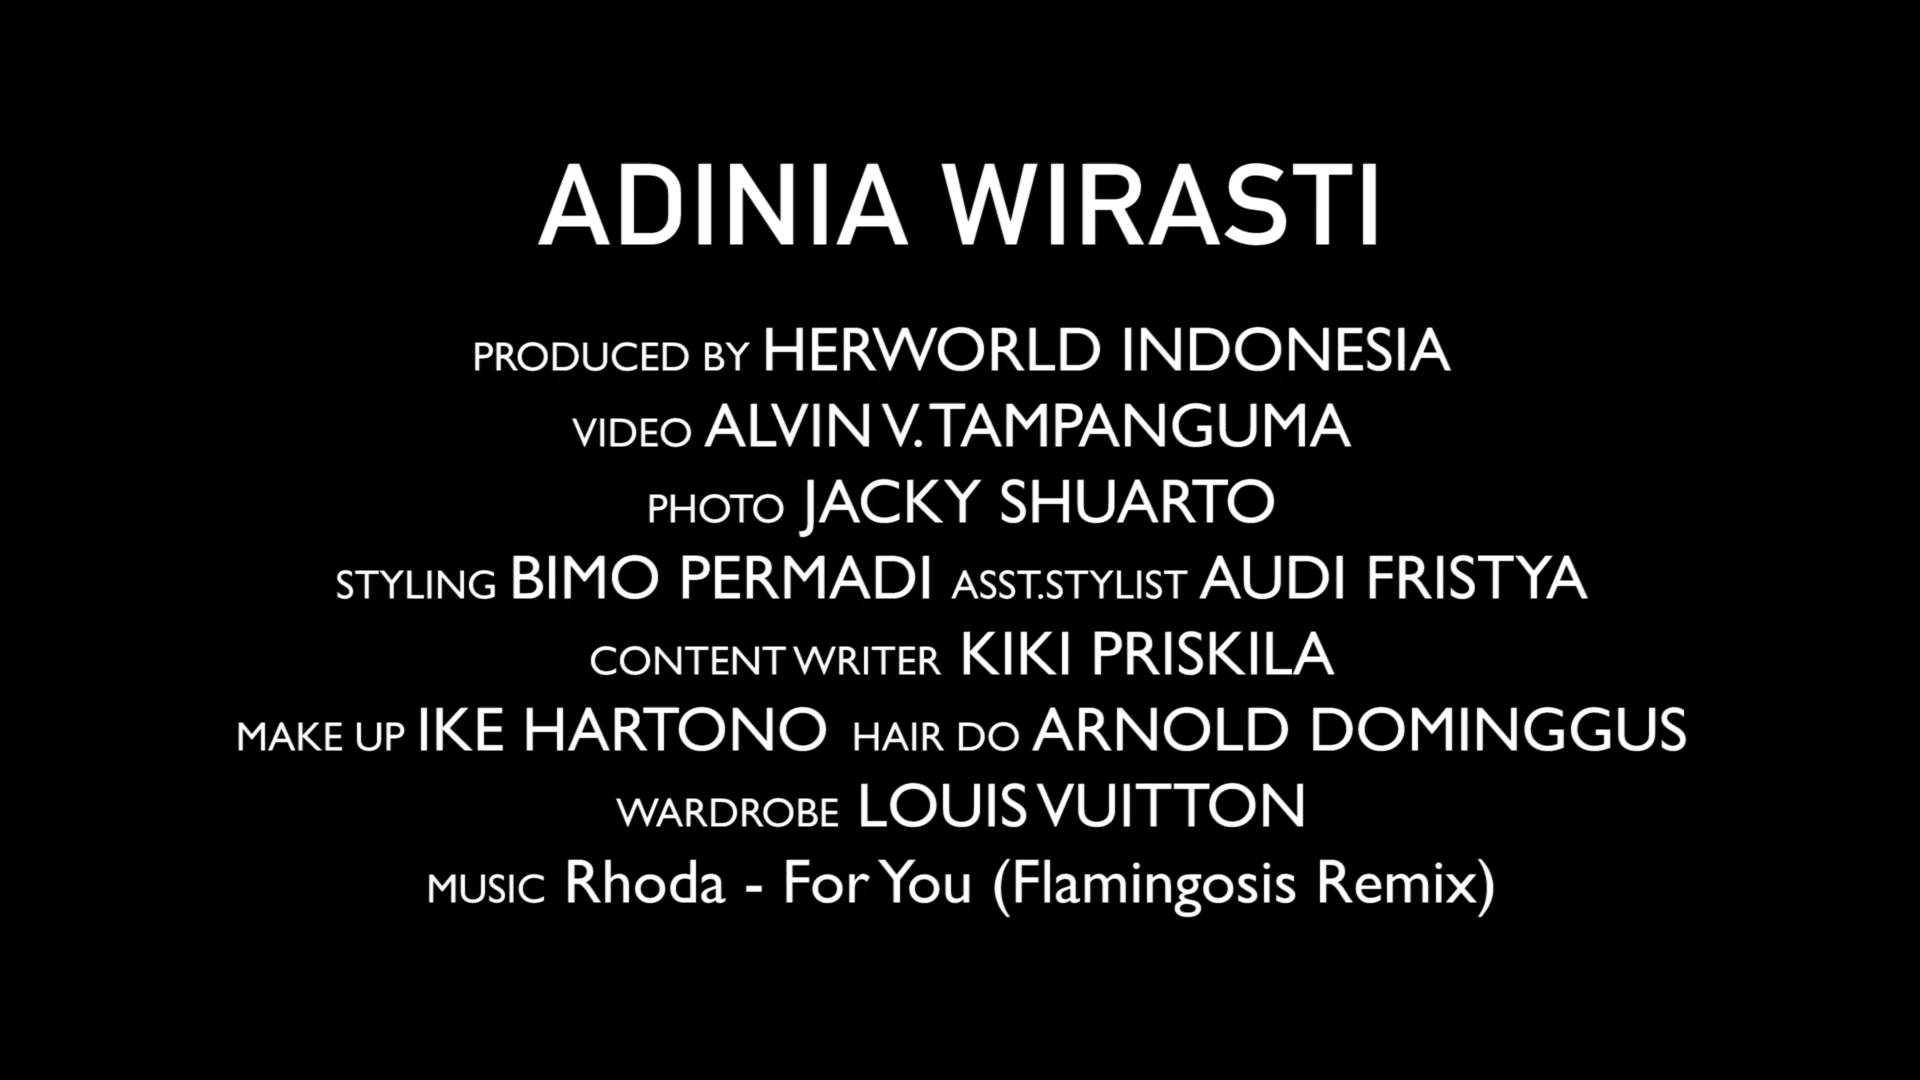 ADINIA WIRASTI
PRODUCED BY HERWORLD INDONESIA
VIDEO ALVIN V. TAMPANGUMA
PHOTO JACKY SHUARTO
STYLING BIMO PERMADI ASST.STYLIST AUDI FRISTYA
CONTENT WRITER KIKI PRISKILA
MAKE UP IKE HARTONO HAIR DO ARNOLD DOMINGGUS
WARDROBE LOUIS VUITTON
MUSIC Rhoda - For You (Flamingosis Remix)